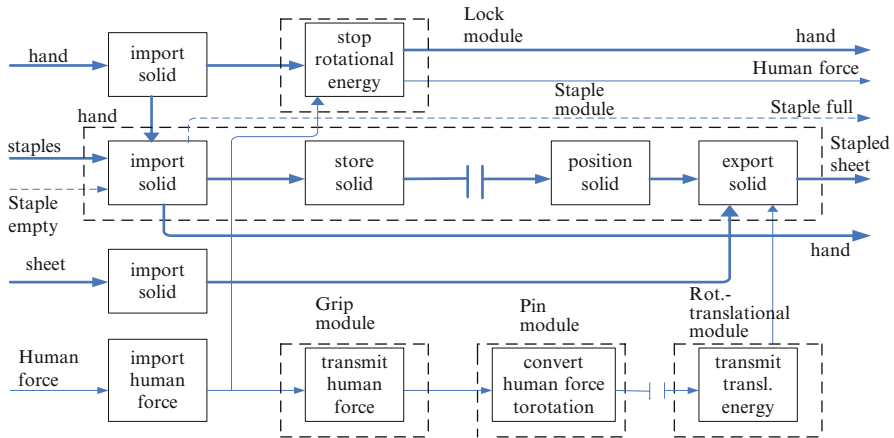 Lock
module
hand
import
solid
stop
rotational
energy
hand
Human force
hand
Staple
module
Staple full
staples
import
solid
store
solid
position
solid
export
solid
Stapled
sheet
Staple
empty
hand
sheet
import
solid
Grip
module
Pin
module
Rot.-
translational
module
Human
force
import
human
force
transmit
human
force
convert
human force
torotation
transmit
transl.
energy